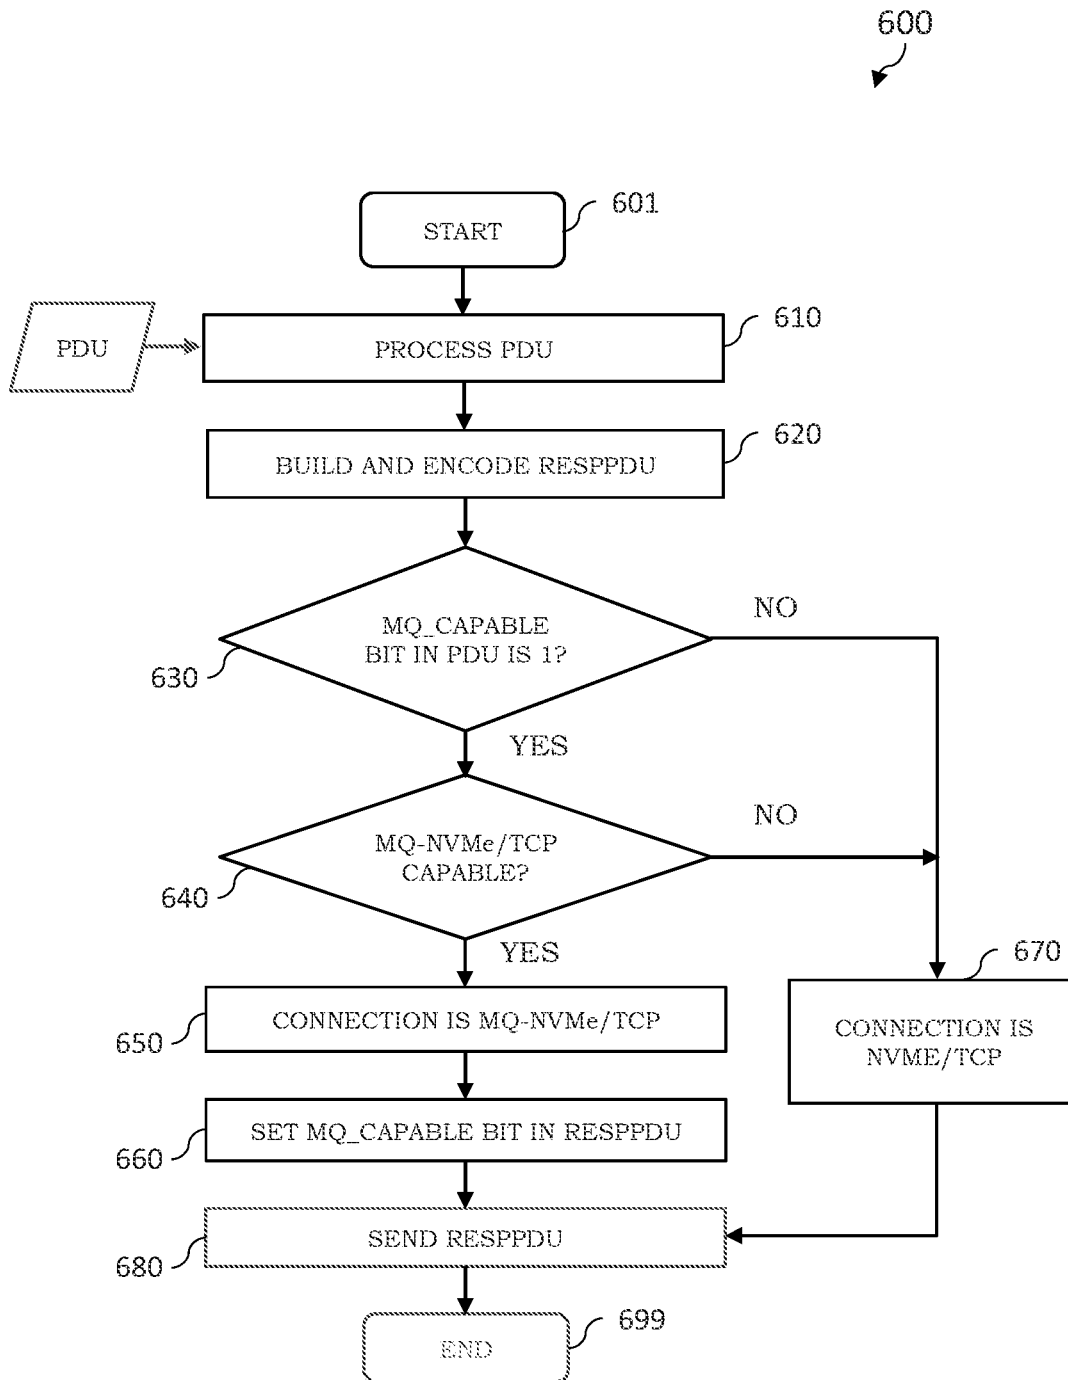 600
START
601
PDU
PROCESS PDU
610
BUILD AND ENCODE RESPPDU
620
MQ_CAPABLE
BIT IN PDU IS 1?
NO
630
YES
MQ-NVMe/TCP
CAPABLE?
NO
640
YES
670
CONNECTION IS MQ-NVMe/TCP
650
CONNECTION IS
NVME/TCP
SET MQ_CAPABLE BIT IN RESPPDU
660
SEND RESPPDU
680
END
699